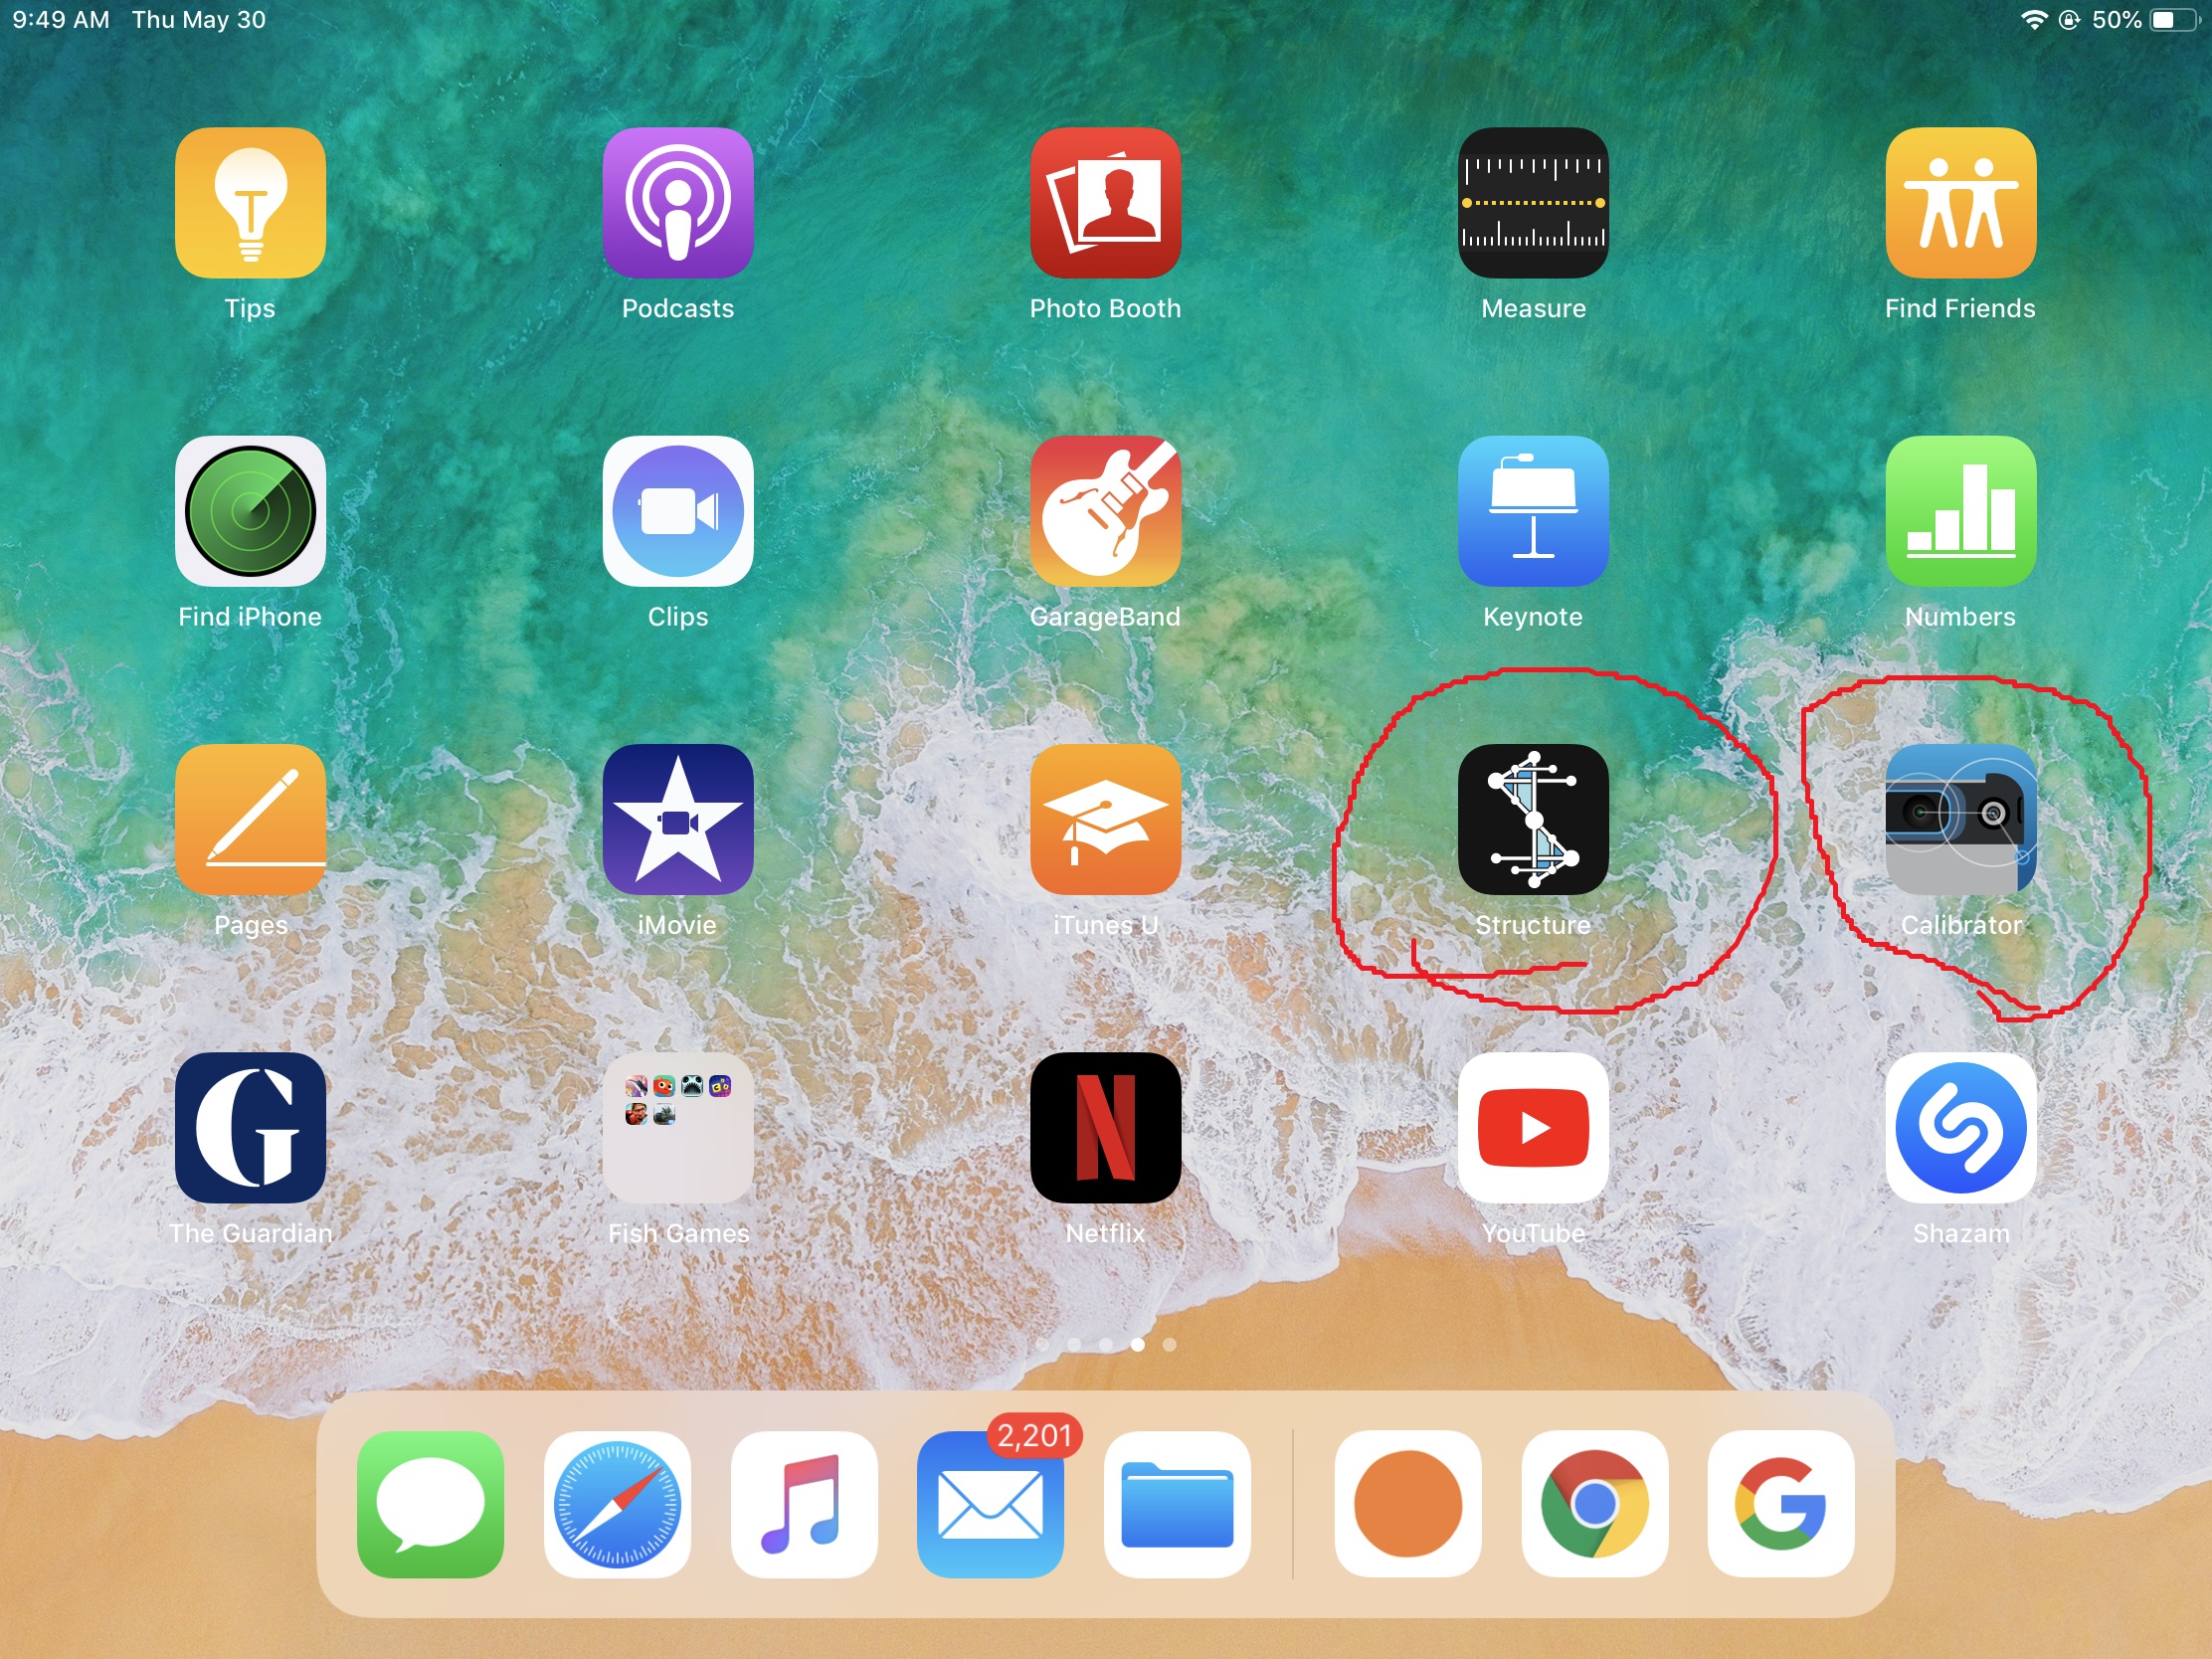 9:49 AM Thu May 30 50%
Tips Podcasts Photo Booth Measure Find Friends
Find iPhone Clips GarageBand Keynote Numbers
Pages iMovie iTunes U Structure Calibrator
The Guardian Fish Games Netflix YouTube Shazam
2,201